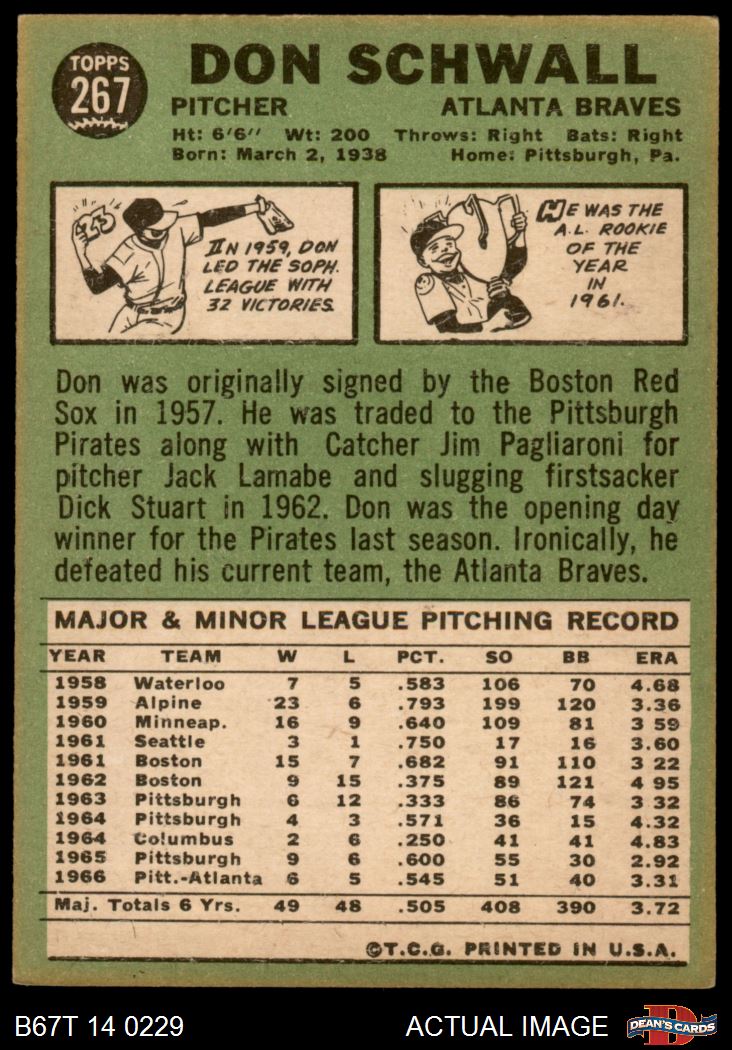 TOPPS
267
DON SCHWALL
PITCHER ATLANTA BRAVES
Ht: 6'6" Wt: 200 Throws: Right Bats: Right
Born: March 2, 1938 Home: Pittsburgh, Pa.
23
IN 1959, DON
LED THE SOPH.
LEAGUE WITH
32 VICTORIES.
HE WAS THE
A.L. ROOKIE
OF THE
YEAR
IN
1961.
Don was originally signed by the Boston Red
Sox in 1957. He was traded to the Pittsburgh
Pirates along with Catcher Jim Pagliaroni for
pitcher Jack Lamabe and slugging firstsacker
Dick Stuart in 1962. Don was the opening day
winner for the Pirates last season. Ironically, he
defeated his current team, the Atlanta Braves.
MAJOR & MINOR LEAGUE PITCHING RECORD
YEAR TEAM W L PCT. SO BB ERA
1958 Waterloo 7 5 .583 106 70 4.68
1959 Alpine 23 6 .793 199 120 3.36
1960 Minneap. 16 9 .640 109 81 3 59
1961 Seattle 3 1 .750 17 16 3.60
1961 Boston 15 7 .682 91 110 3 22
1962 Boston 9 15 .375 89 121 4 95
1963 Pittsburgh 6 12 .333 86 74 3 32
1964 Pittsburgh 4 3 .571 36 15 4.32
1964 Columbus 2 6 .250 41 41 4.83
1965 Pittsburgh 9 6 .600 55 30 2.92
1966 Pitt.-Atlanta 6 5 .545 51 40 3.31
Maj. Totals 6 Yrs. 49 48 .505 408 390 3.72
©T.C.G. PRINTED IN U.S.A.
B67T 14 0229 ACTUAL IMAGE
D
DEAN'S CARDS